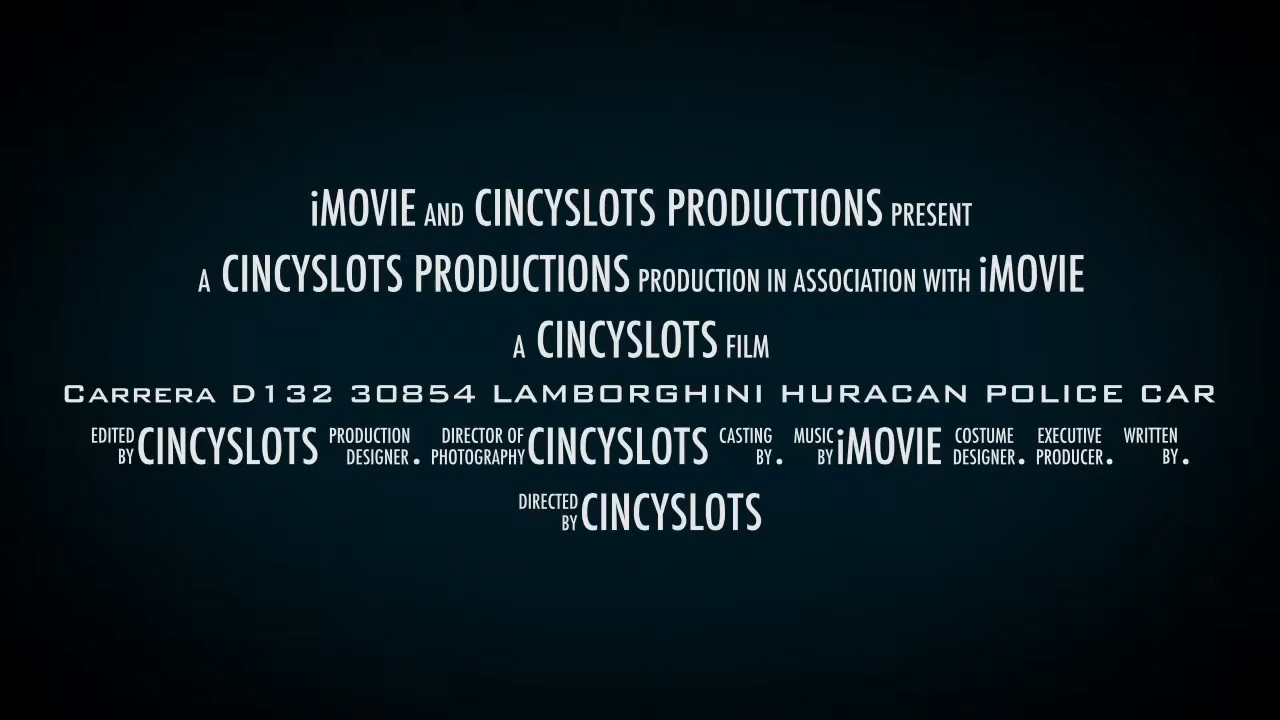 iMOVIE AND CINCYSLOTS PRODUCTIONS PRESENT
A CINCYSLOTS PRODUCTIONS PRODUCTION IN ASSOCIATION WITH iMOVIE
A CINCYSLOTS FILM
CARRERA D132 30854 LAMBORGHINI HURACAN POLICE CAR
EDITED BY CINCYSLOTS PRODUCTION DESIGNER . DIRECTOR OF PHOTOGRAPHY CINCYSLOTS CASTING BY . MUSIC BY iMOVIE COSTUME DESIGNER . EXECUTIVE PRODUCER . WRITTEN BY .
DIRECTED BY CINCYSLOTS